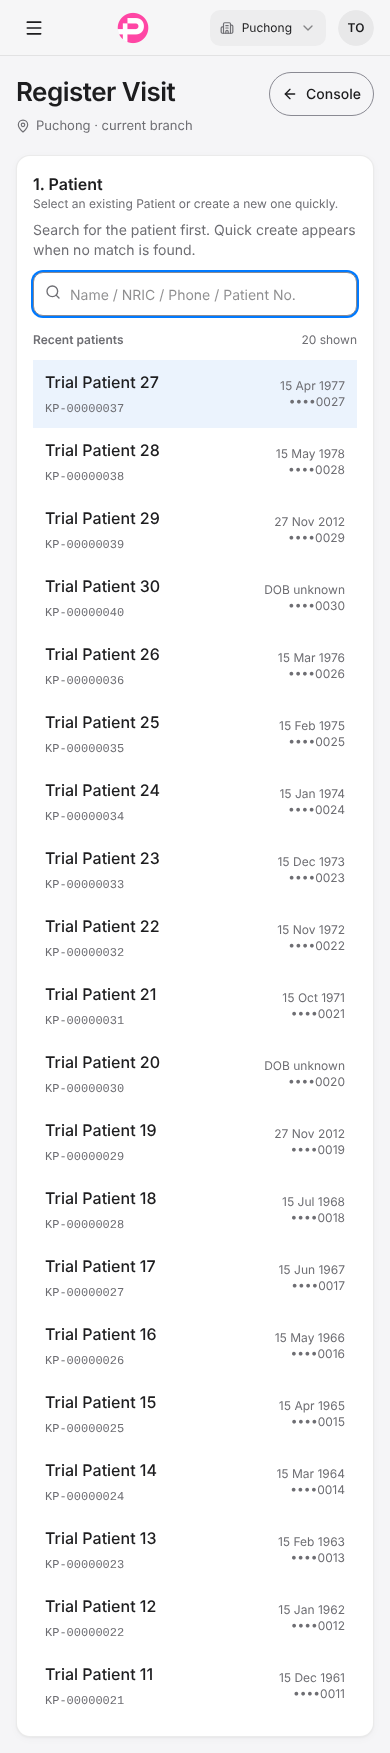 Puchong
TO
Register Visit
Console
Puchong · current branch
1. Patient
Select an existing Patient or create a new one quickly.
Search for the patient first. Quick create appears
when no match is found.
Name / NRIC / Phone / Patient No.
Recent patients
20 shown
Trial Patient 27
15 Apr 1977
KP-00000037
••••0027
Trial Patient 28
15 May 1978
KP-00000038
••••0028
Trial Patient 29
27 Nov 2012
KP-00000039
••••0029
Trial Patient 30
DOB unknown
KP-00000040
••••0030
Trial Patient 26
15 Mar 1976
KP-00000036
••••0026
Trial Patient 25
15 Feb 1975
KP-00000035
••••0025
Trial Patient 24
15 Jan 1974
KP-00000034
••••0024
Trial Patient 23
15 Dec 1973
KP-00000033
••••0023
Trial Patient 22
15 Nov 1972
KP-00000032
••••0022
Trial Patient 21
15 Oct 1971
KP-00000031
••••0021
Trial Patient 20
DOB unknown
KP-00000030
••••0020
Trial Patient 19
27 Nov 2012
KP-00000029
••••0019
Trial Patient 18
15 Jul 1968
KP-00000028
••••0018
Trial Patient 17
15 Jun 1967
KP-00000027
••••0017
Trial Patient 16
15 May 1966
KP-00000026
••••0016
Trial Patient 15
15 Apr 1965
KP-00000025
••••0015
Trial Patient 14
15 Mar 1964
KP-00000024
••••0014
Trial Patient 13
15 Feb 1963
KP-00000023
••••0013
Trial Patient 12
15 Jan 1962
KP-00000022
••••0012
Trial Patient 11
15 Dec 1961
KP-00000021
••••0011